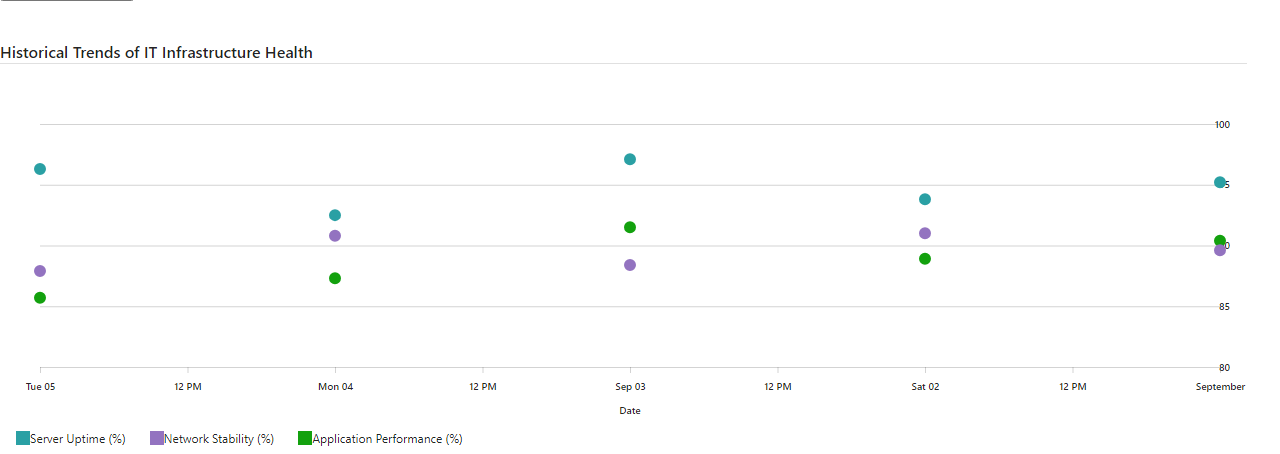 Historical Trends of IT Infrastructure Health
100
5
0
85
80
Tue 05 12 PM Mon 04 12 PM Sep 03 12 PM Sat 02 12 PM September
Date
Server Uptime (%) Network Stability (%) Application Performance (%)